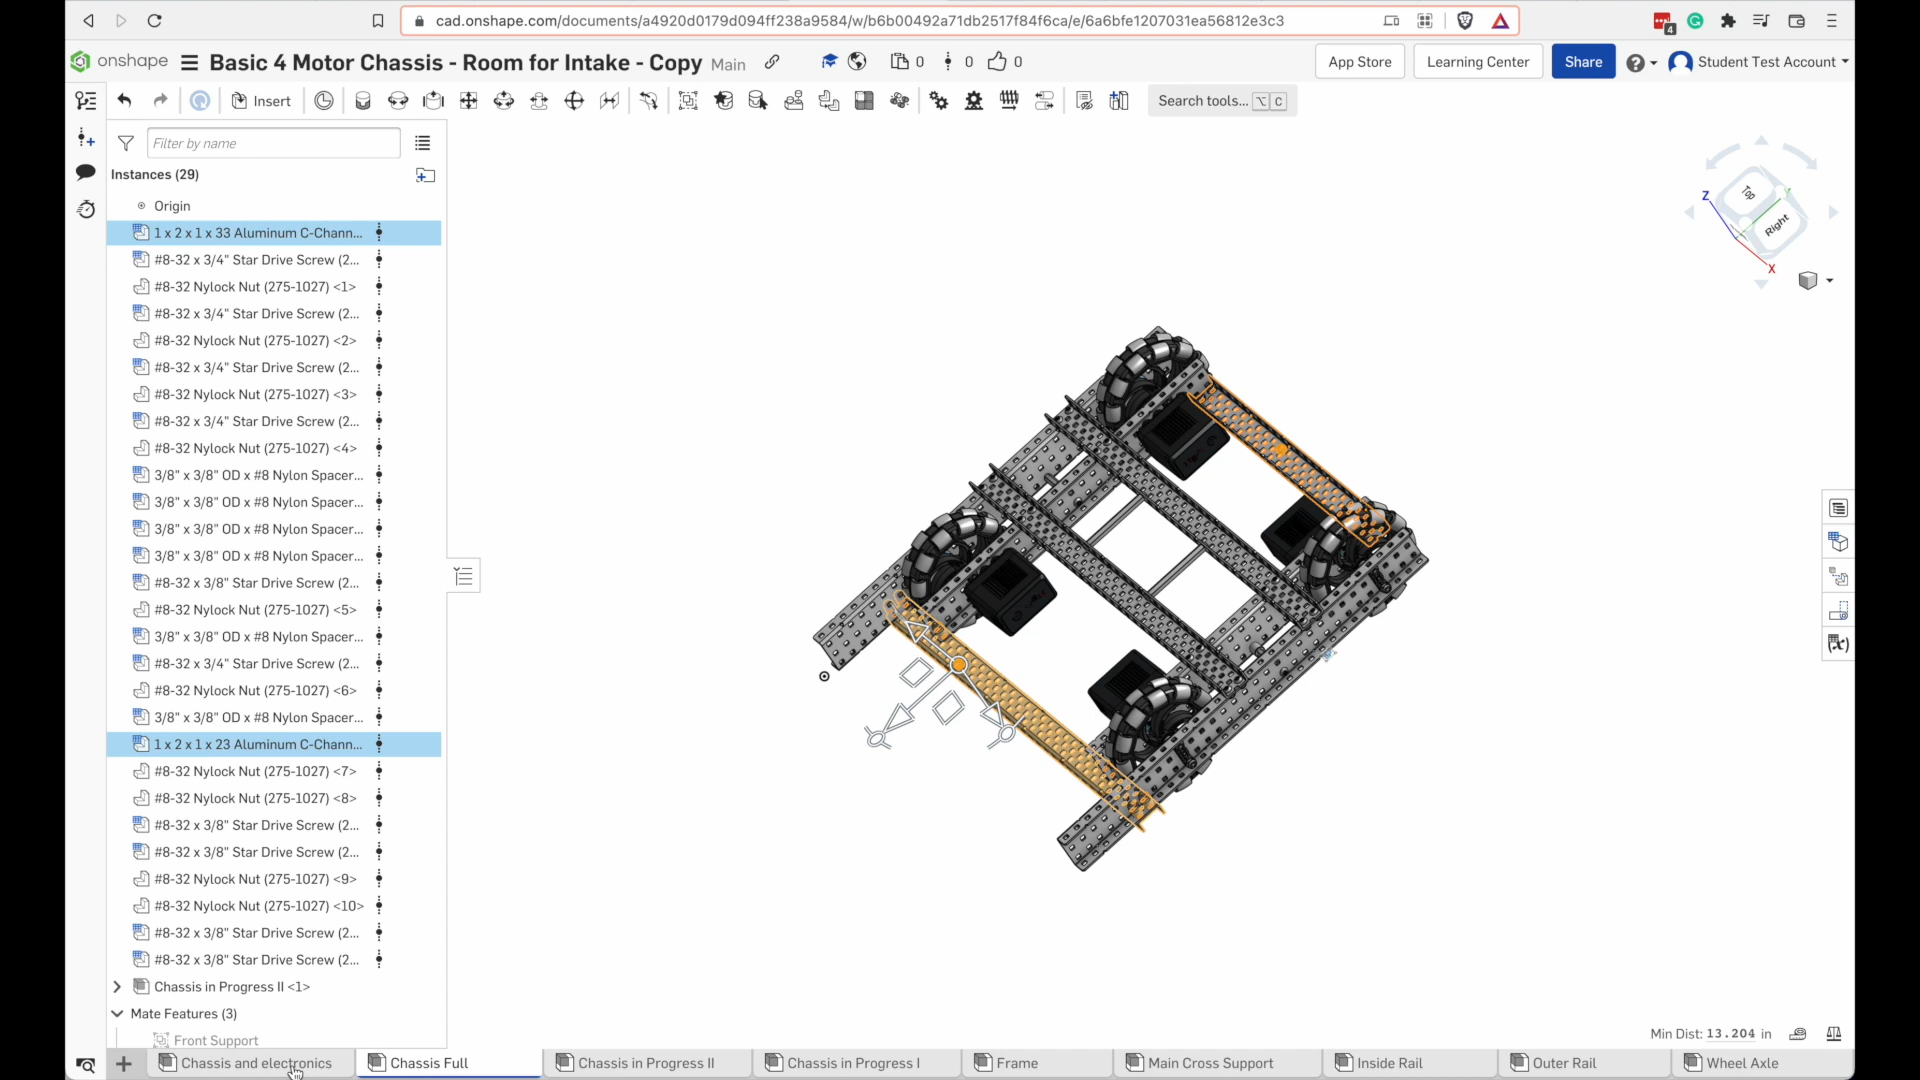 cad.onshape.com/documents/a4920d0179d094ff238a9584/w/b6b00492a71db2517f84f6ca/e/6a6bfe1207031ea56812e3c3
4
onshape
Basic 4 Motor Chassis - Room for Intake - Copy Main
0
0
0
App Store
Learning Center
Share
Student Test Account
Insert
Search tools... ⌥ C
Filter by name
Instances (29)
Origin
1 x 2 x 1 x 33 Aluminum C-Chann...
#8-32 x 3/4" Star Drive Screw (2...
#8-32 Nylock Nut (275-1027) <1>
#8-32 x 3/4" Star Drive Screw (2...
#8-32 Nylock Nut (275-1027) <2>
#8-32 x 3/4" Star Drive Screw (2...
#8-32 Nylock Nut (275-1027) <3>
#8-32 x 3/4" Star Drive Screw (2...
#8-32 Nylock Nut (275-1027) <4>
3/8" x 3/8" OD x #8 Nylon Spacer...
3/8" x 3/8" OD x #8 Nylon Spacer...
3/8" x 3/8" OD x #8 Nylon Spacer...
3/8" x 3/8" OD x #8 Nylon Spacer...
#8-32 x 3/8" Star Drive Screw (2...
#8-32 Nylock Nut (275-1027) <5>
3/8" x 3/8" OD x #8 Nylon Spacer...
#8-32 x 3/4" Star Drive Screw (2...
#8-32 Nylock Nut (275-1027) <6>
3/8" x 3/8" OD x #8 Nylon Spacer...
1 x 2 x 1 x 23 Aluminum C-Chann...
#8-32 Nylock Nut (275-1027) <7>
#8-32 Nylock Nut (275-1027) <8>
#8-32 x 3/8" Star Drive Screw (2...
#8-32 x 3/8" Star Drive Screw (2...
#8-32 Nylock Nut (275-1027) <9>
#8-32 Nylock Nut (275-1027) <10>
#8-32 x 3/8" Star Drive Screw (2...
#8-32 x 3/8" Star Drive Screw (2...
Chassis in Progress II <1>
Mate Features (3)
Front Support
Z
Top
Y
Right
X
(x)
Min Dist: 13.204 in
Chassis and electronics
Chassis Full
Chassis in Progress II
Chassis in Progress I
Frame
Main Cross Support
Inside Rail
Outer Rail
Wheel Axle